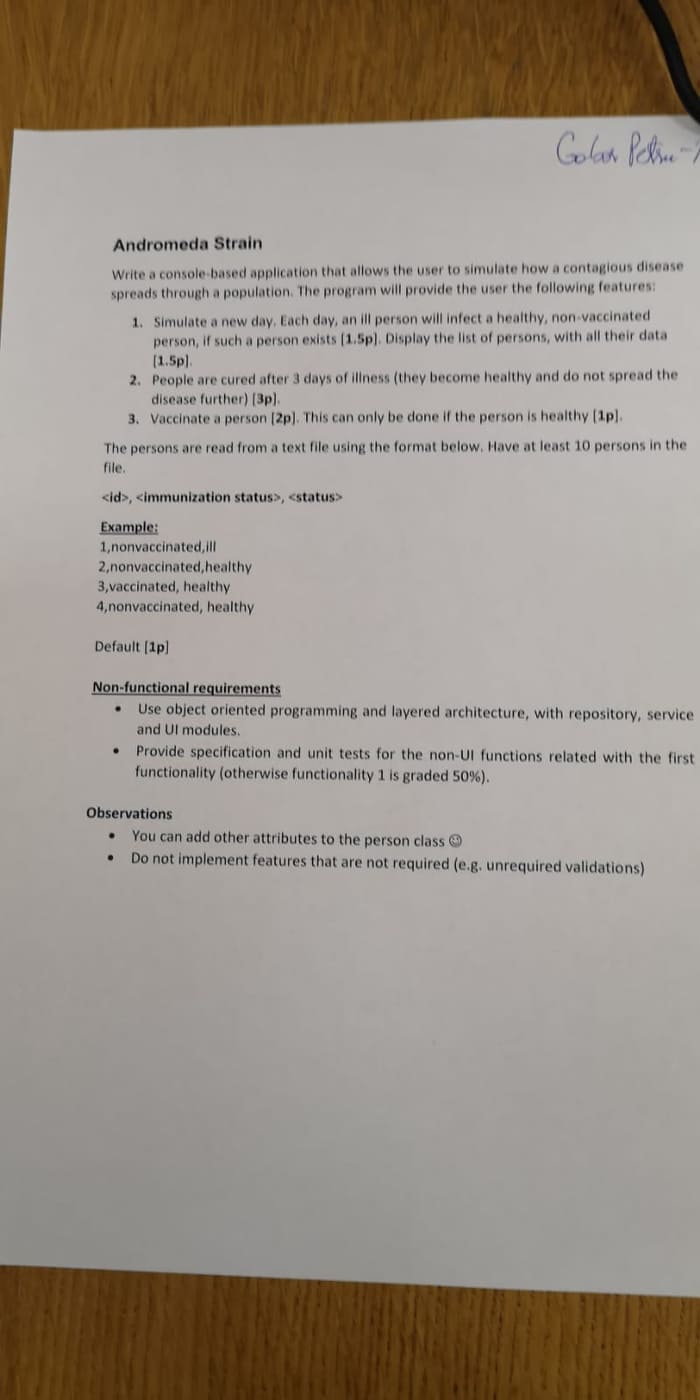 Andromeda Strain
Write a console-based application that allows the user to simulate how a contagious disease
spreads through a population. The program will provide the user the following features:
1. Simulate a new day. Each day, an ill person will infect a healthy, non-vaccinated
person, if such a person exists [1.5p]. Display the list of persons, with all their data
[1.5p].
2. People are cured after 3 days of illness (they become healthy and do not spread the
disease further) [3p].
3. Vaccinate a person [2p]. This can only be done if the person is healthy [1p].
The persons are read from a text file using the format below. Have at least 10 persons in the
file.
<id>, <immunization status>, <status>
Example:
1,nonvaccinated,ill
2,nonvaccinated,healthy
3,vaccinated, healthy
4,nonvaccinated, healthy
Default [1p]
Non-functional requirements
• Use object oriented programming and layered architecture, with repository, service
and UI modules.
• Provide specification and unit tests for the non-UI functions related with the first
functionality (otherwise functionality 1 is graded 50%).
Observations
• You can add other attributes to the person class ☺
• Do not implement features that are not required (e.g. unrequired validations)